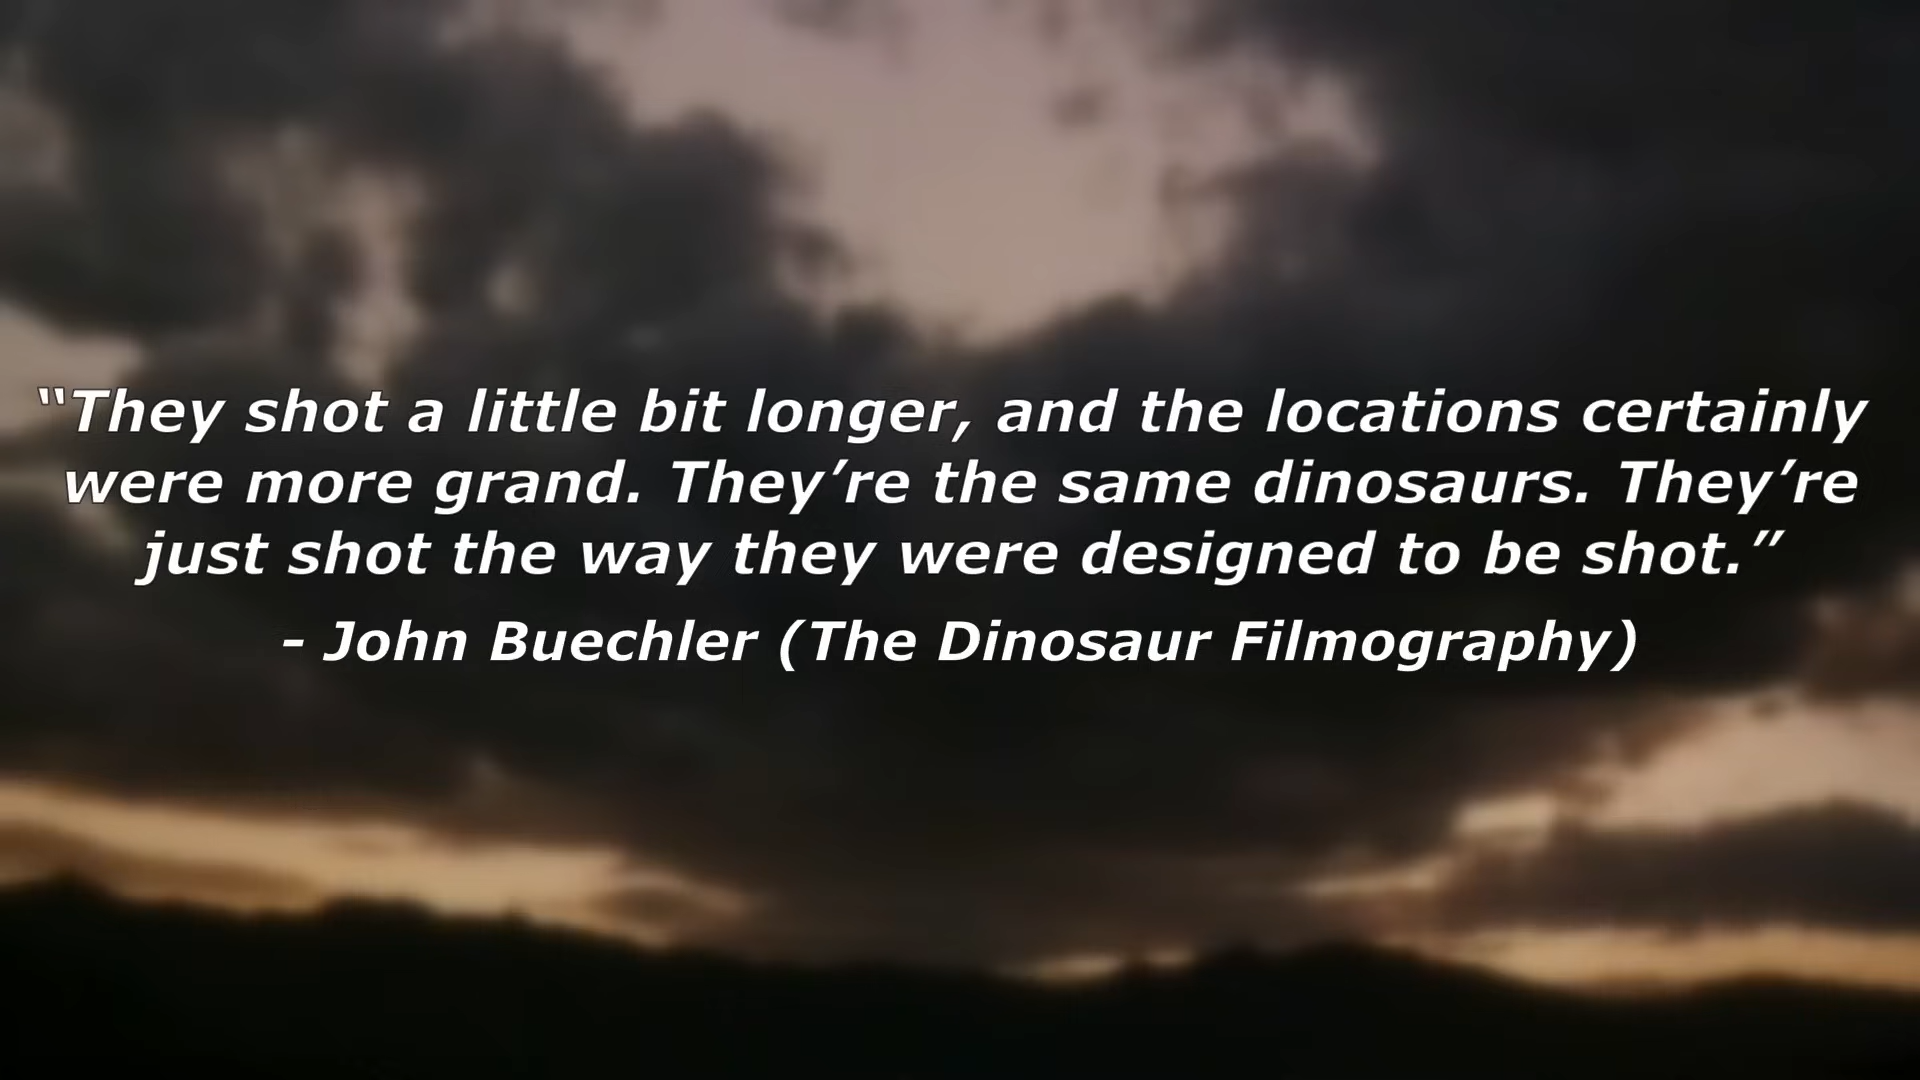 “They shot a little bit longer, and the locations certainly
were more grand. They’re the same dinosaurs. They’re
just shot the way they were designed to be shot.”
- John Buechler (The Dinosaur Filmography)